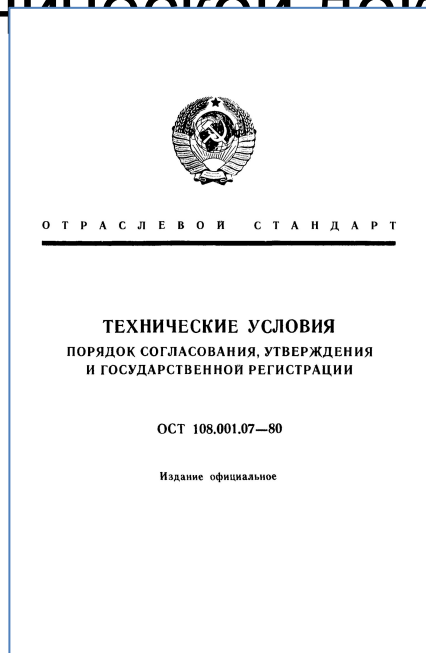 ОТРАСЛЕВОЙ СТАНДАРТ
ТЕХНИЧЕСКИЕ УСЛОВИЯ
ПОРЯДОК СОГЛАСОВАНИЯ, УТВЕРЖДЕНИЯ
И ГОСУДАРСТВЕННОЙ РЕГИСТРАЦИИ
ОСТ 108.001.07—80
Издание официальное